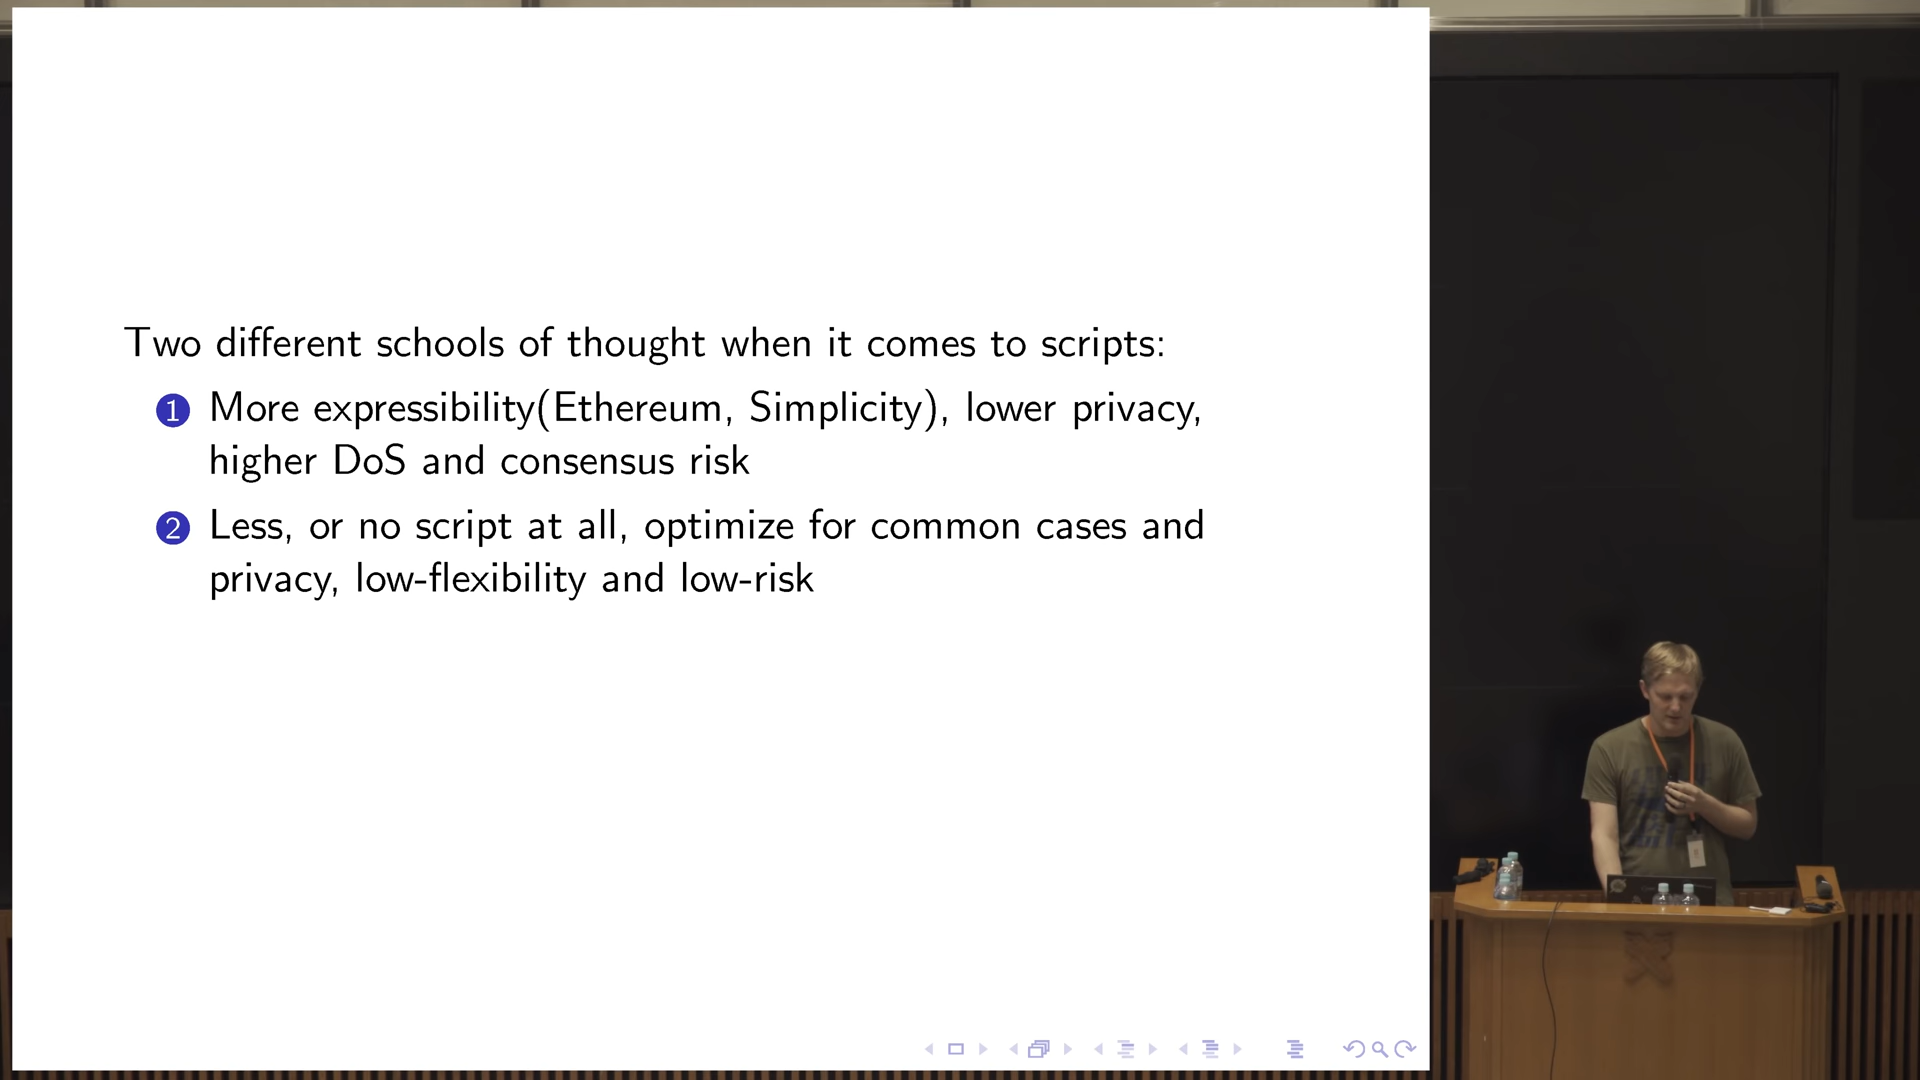 Two different schools of thought when it comes to scripts:
1 More expressibility(Ethereum, Simplicity), lower privacy,
higher DoS and consensus risk
2 Less, or no script at all, optimize for common cases and
privacy, low-flexibility and low-risk